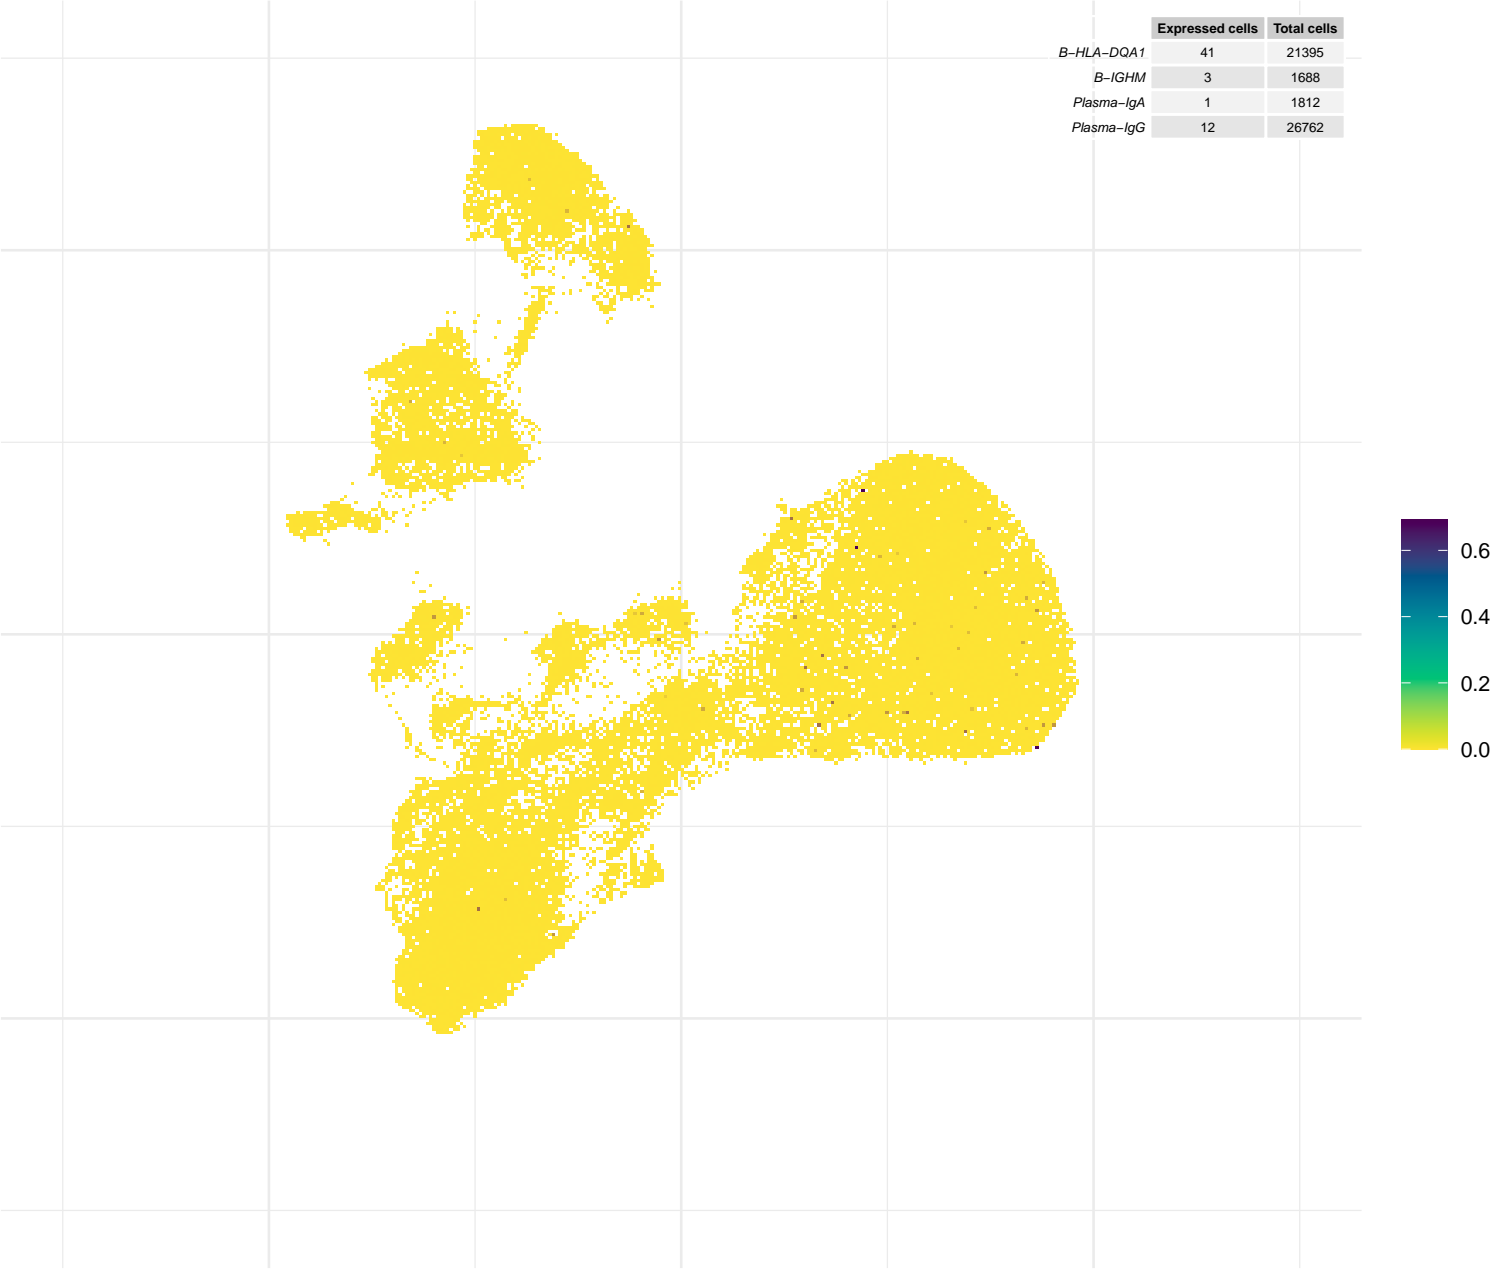 Expressed cells Total cells
B−HLA−DQA1 41 21395
B−IGHM 3 1688
Plasma−IgA 1 1812
Plasma−IgG 12 26762
0.6
0.4
0.2
0.0